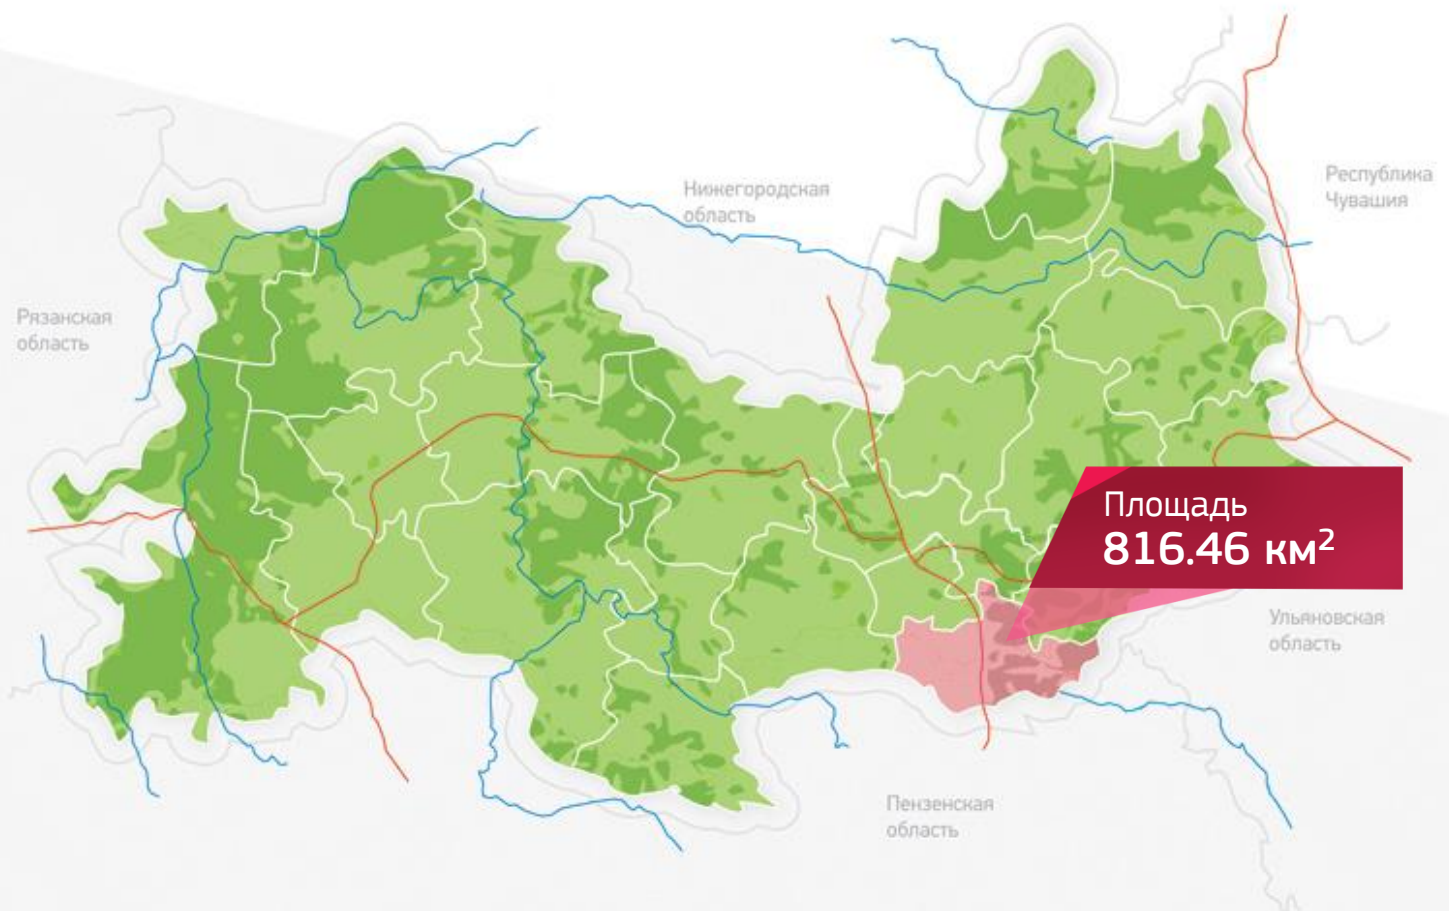 Нижегородская
область
Республика
Чувашия
Рязанская
область
Площадь
816.46 км²
Ульяновская
область
Пензенская
область